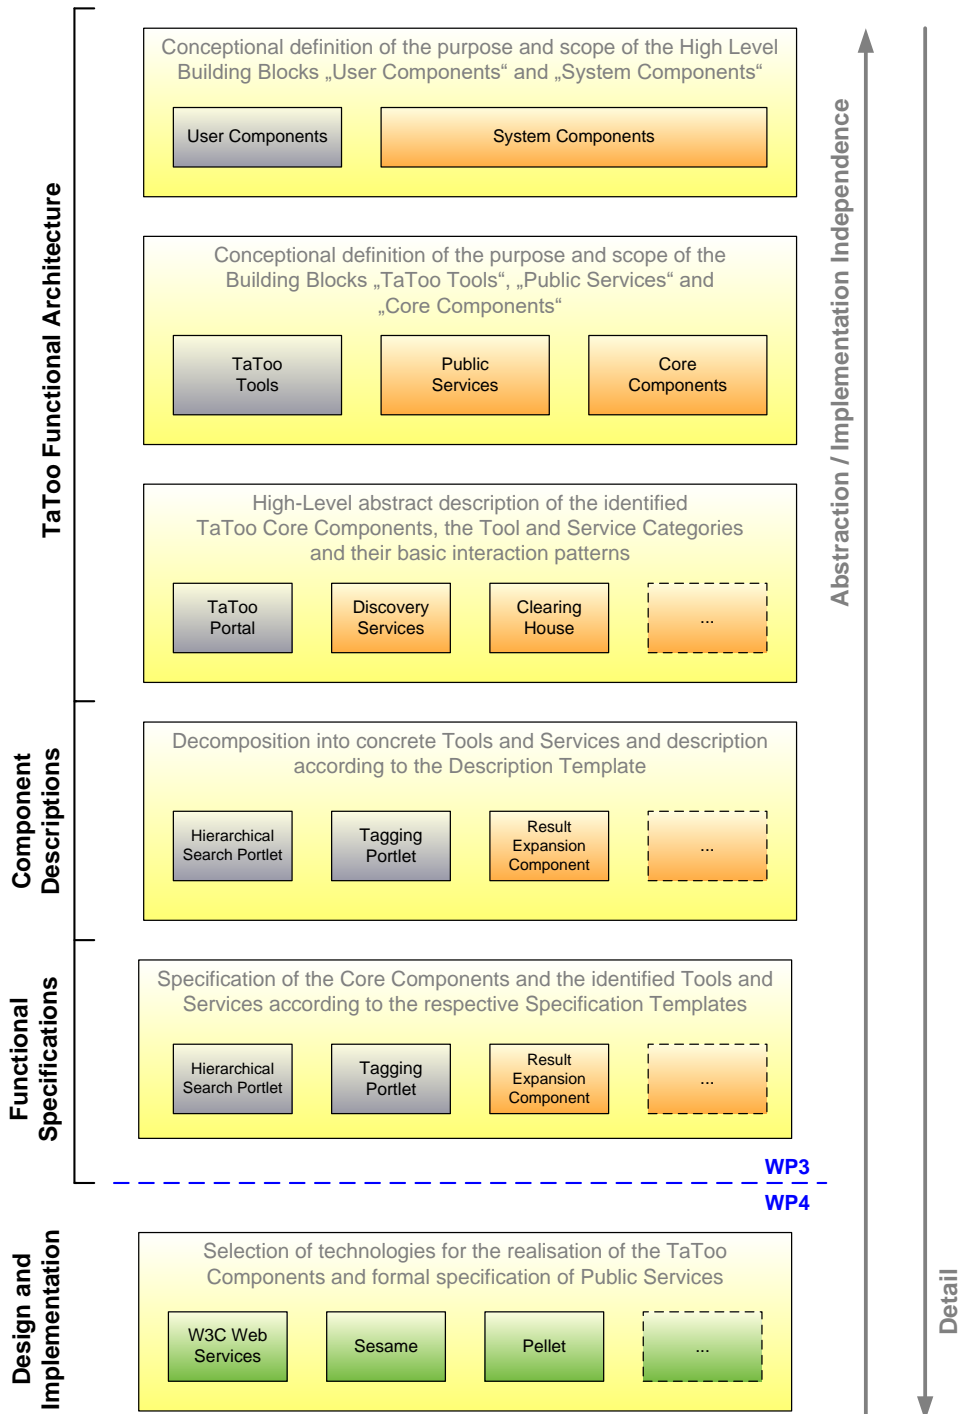 Conceptional definition of the purpose and scope of the High Level
Building Blocks „User Components“ and „System Components“
User Components
System Components
Conceptional definition of the purpose and scope of the
Building Blocks „TaToo Tools“, „Public Services“ and
„Core Components“
TaToo
Tools
Public
Services
Core
Components
High-Level abstract description of the identified
TaToo Core Components, the Tool and Service Categories
and their basic interaction patterns
TaToo
Portal
Discovery
Services
Clearing
House
...
TaToo Functional Architecture
Decomposition into concrete Tools and Services and description
according to the Description Template
Hierarchical
Search Portlet
Tagging
Portlet
Result
Expansion
Component
...
Component
Descriptions
Specification of the Core Components and the identified Tools and
Services according to the respective Specification Templates
Hierarchical
Search Portlet
Tagging
Portlet
Result
Expansion
Component
...
Functional
Specifications
WP3
WP4
Selection of technologies for the realisation of the TaToo
Components and formal specification of Public Services
W3C Web
Services
Sesame
Pellet
...
Design and
Implementation
Abstraction / Implementation Independence
Detail